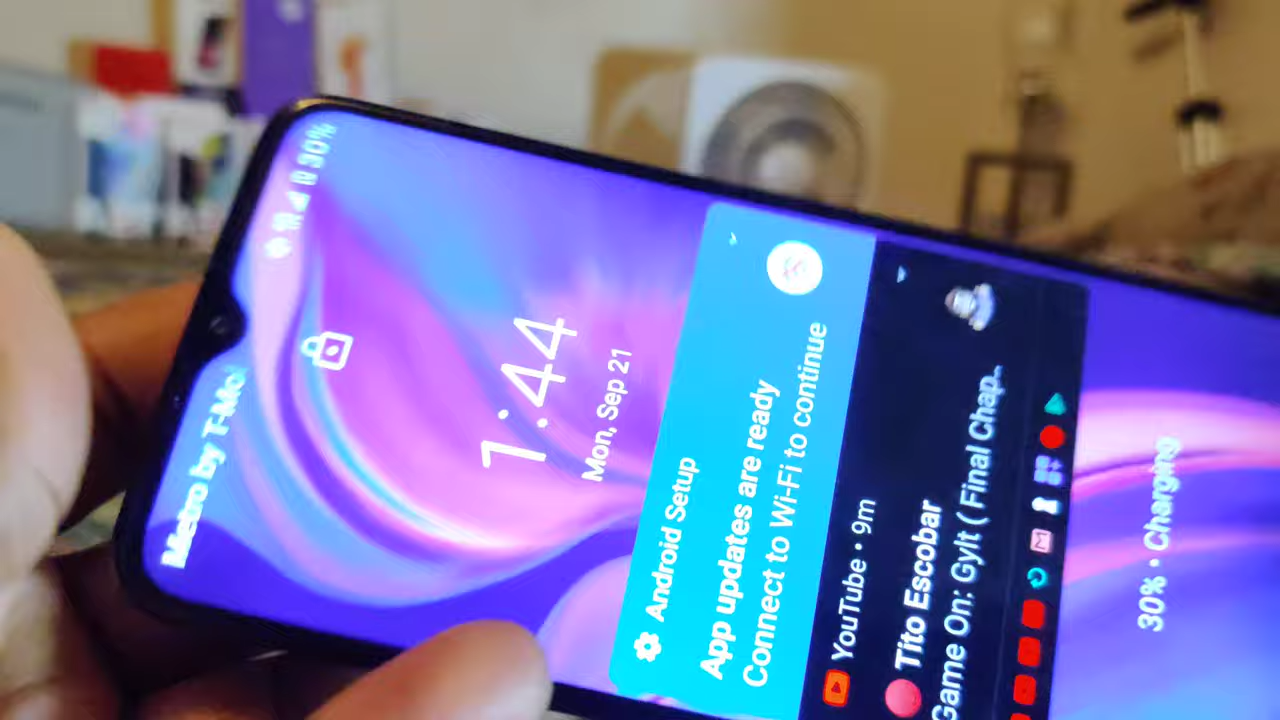 Metro by T-Mo
30%
1:44
Mon, Sep 21
Android Setup
App updates are ready
Connect to Wi-Fi to continue
YouTube • 9m
Tito Escobar
Game On: Gylt ( Final Chap..
30% • Charging